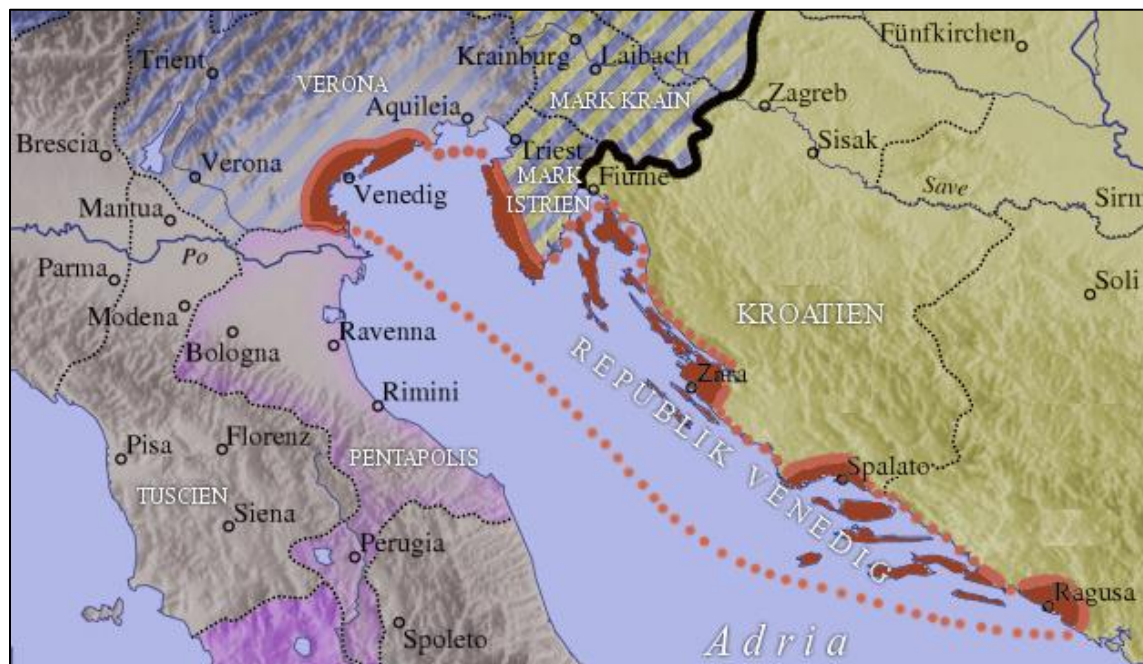 Fünfkirchen
Krainburg
Laibach
Trient
VERONA
MARK KRAIN
Zagreb
Aquileia
Brescia
Triest
Sisak
Verona
Venedig
MARK
ISTRIEN
Fiume
Save
Sirm
Mantua
Po
Parma
Soli
Modena
KROATIEN
Bologna
Ravenna
Zara
Rimini
REPUBLIK VENEDIG
Pisa
Florenz
PENTAPOLIS
Spalato
TUSCIEN
Siena
Perugia
Ragusa
Spoleto
Adria